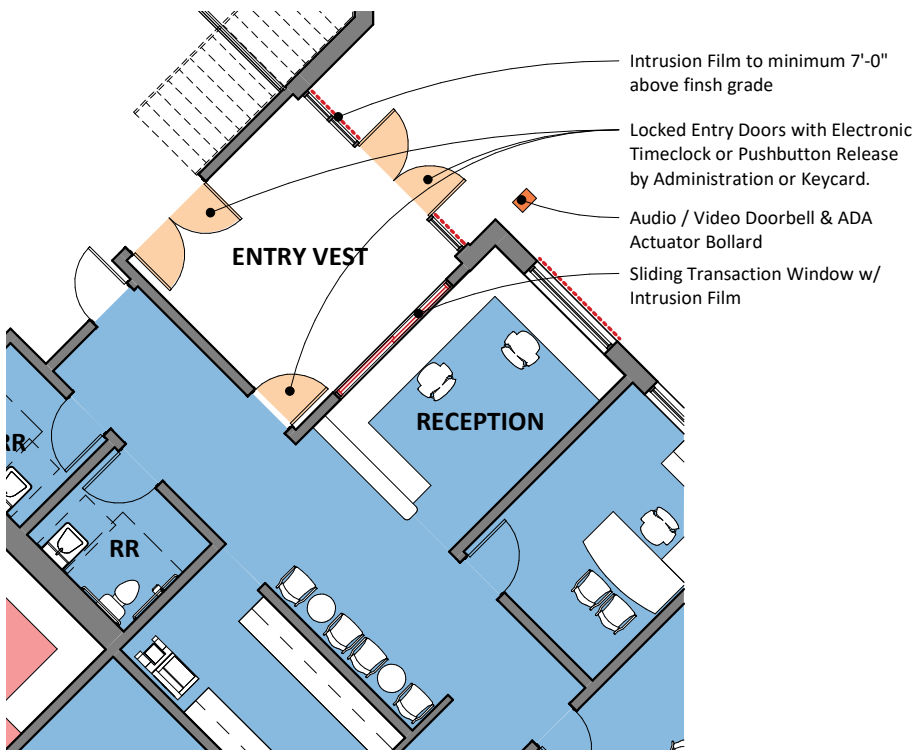 Intrusion Film to minimum 7'-0"
above finsh grade
Locked Entry Doors with Electronic
Timeclock or Pushbutton Release
by Administration or Keycard.
Audio / Video Doorbell & ADA
Actuator Bollard
Sliding Transaction Window w/
Intrusion Film
ENTRY VEST
RECEPTION
RR
RR